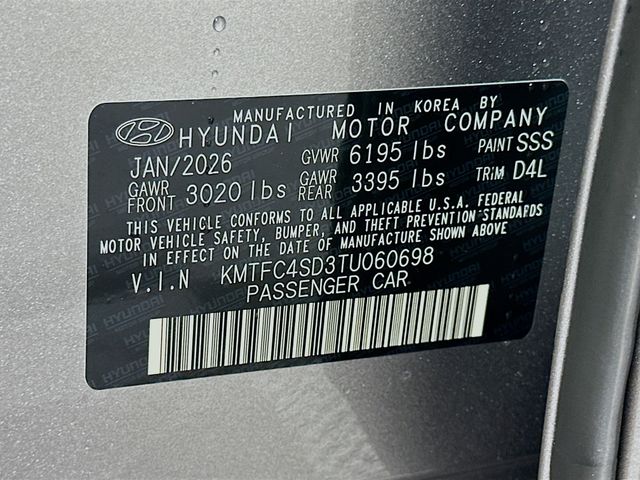 MANUFACTURED IN KOREA BY
HYUNDAI MOTOR COMPANY
JAN/2026 GVWR 6195 lbs PAINT SSS
GAWR FRONT 3020 lbs GAWR REAR 3395 lbs TRIM D4L
THIS VEHICLE CONFORMS TO ALL APPLICABLE U.S.A. FEDERAL
MOTOR VEHICLE SAFETY, BUMPER, AND THEFT PREVENTION STANDARDS
IN EFFECT ON THE DATE OF MANUFACTURE SHOWN ABOVE
V.I.N KMTFC4SD3TU060698
PASSENGER CAR